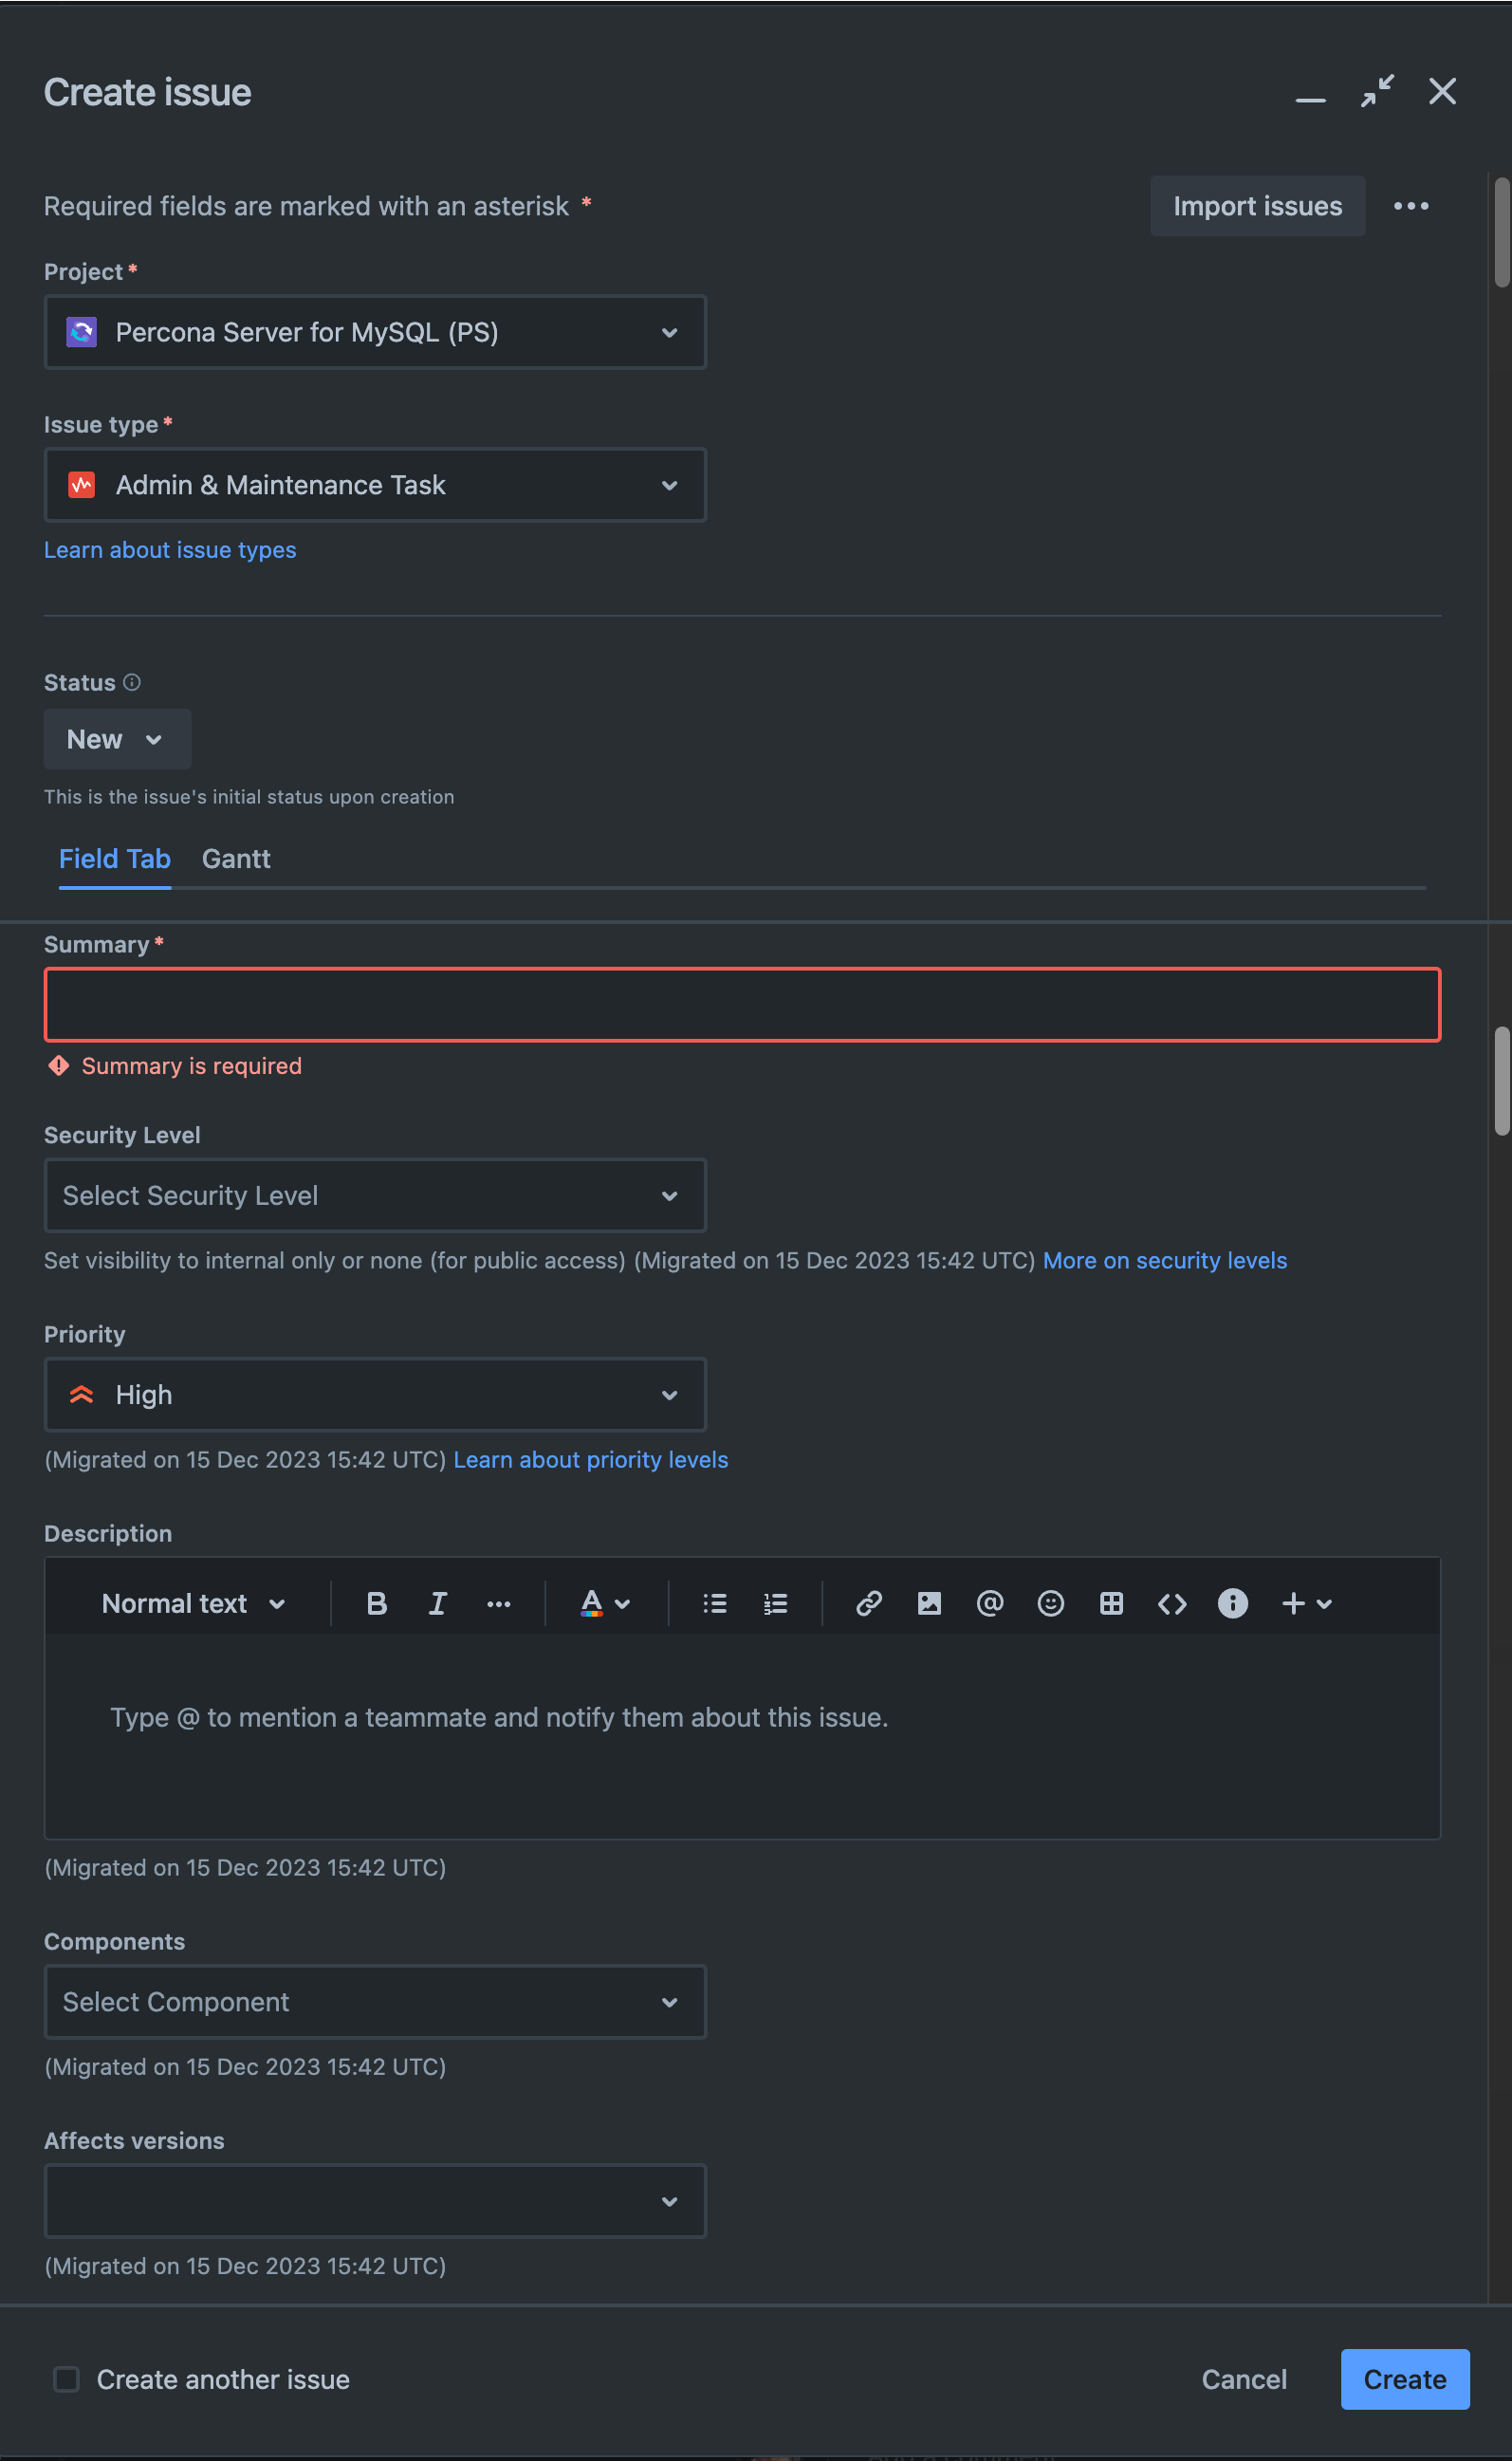 Create issue
Required fields are marked with an asterisk *
Import issues
Project *
Percona Server for MySQL (PS)
Issue type *
Admin & Maintenance Task
Learn about issue types
Status
New
This is the issue's initial status upon creation
Field Tab Gantt
Summary *
Summary is required
Security Level
Select Security Level
Set visibility to internal only or none (for public access) (Migrated on 15 Dec 2023 15:42 UTC) More on security levels
Priority
High
(Migrated on 15 Dec 2023 15:42 UTC) Learn about priority levels
Description
Normal text B I A @
Type @ to mention a teammate and notify them about this issue.
(Migrated on 15 Dec 2023 15:42 UTC)
Components
Select Component
(Migrated on 15 Dec 2023 15:42 UTC)
Affects versions
(Migrated on 15 Dec 2023 15:42 UTC)
Create another issue
Cancel
Create